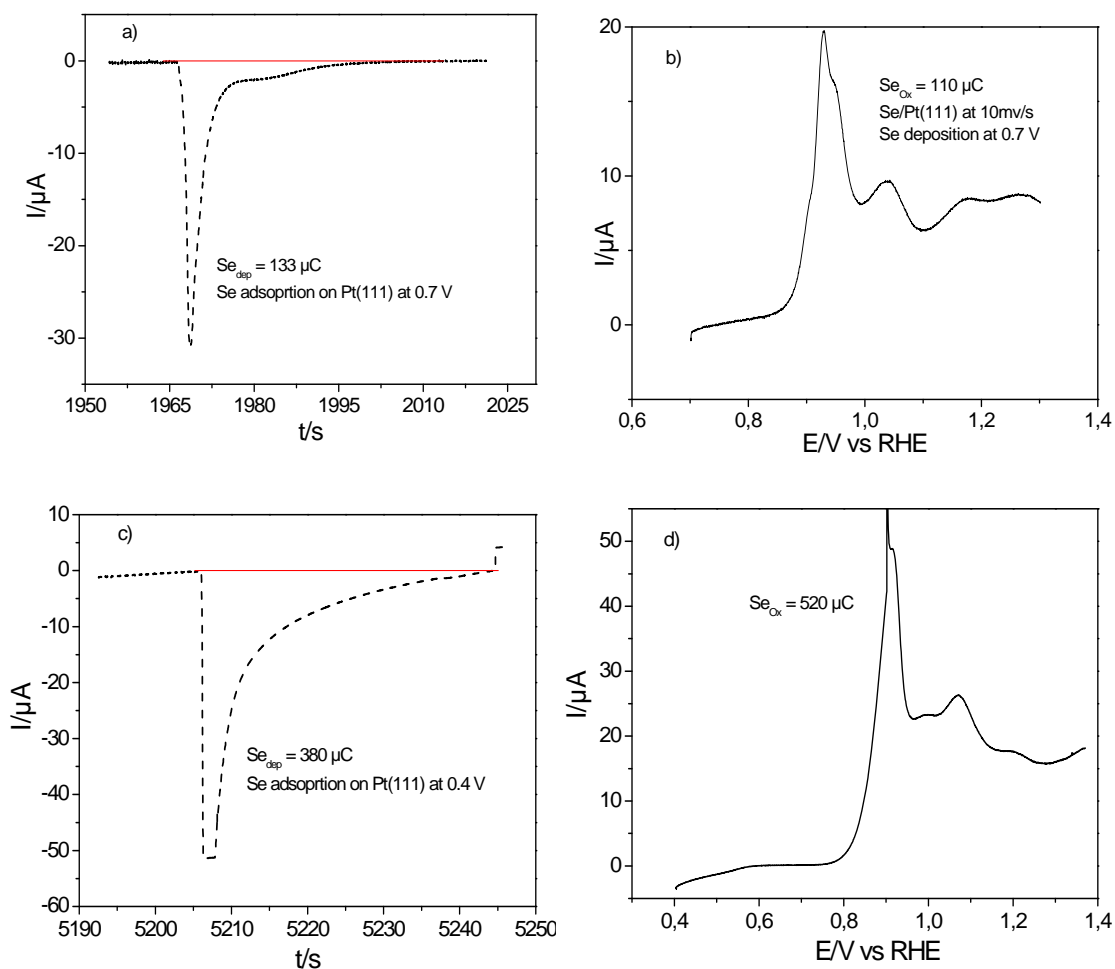 a)
0
-10
-20
-30
I/µA
Se_dep = 133 µC
Se adsoprtion on Pt(111) at 0.7 V
1950 1965 1980 1995 2010 2025
t/s
b)
20
10
0
I/µA
Se_Ox = 110 µC
Se/Pt(111) at 10mv/s
Se deposition at 0.7 V
0,6 0,8 1,0 1,2 1,4
E/V vs RHE
c)
10
0
-10
-20
-30
-40
-50
-60
I/µA
Se_dep = 380 µC
Se adsoprtion on Pt(111) at 0.4 V
5190 5200 5210 5220 5230 5240 5250
t/s
d)
50
40
30
20
10
0
I/µA
Se_Ox = 520 µC
0,4 0,6 0,8 1,0 1,2 1,4
E/V vs RHE